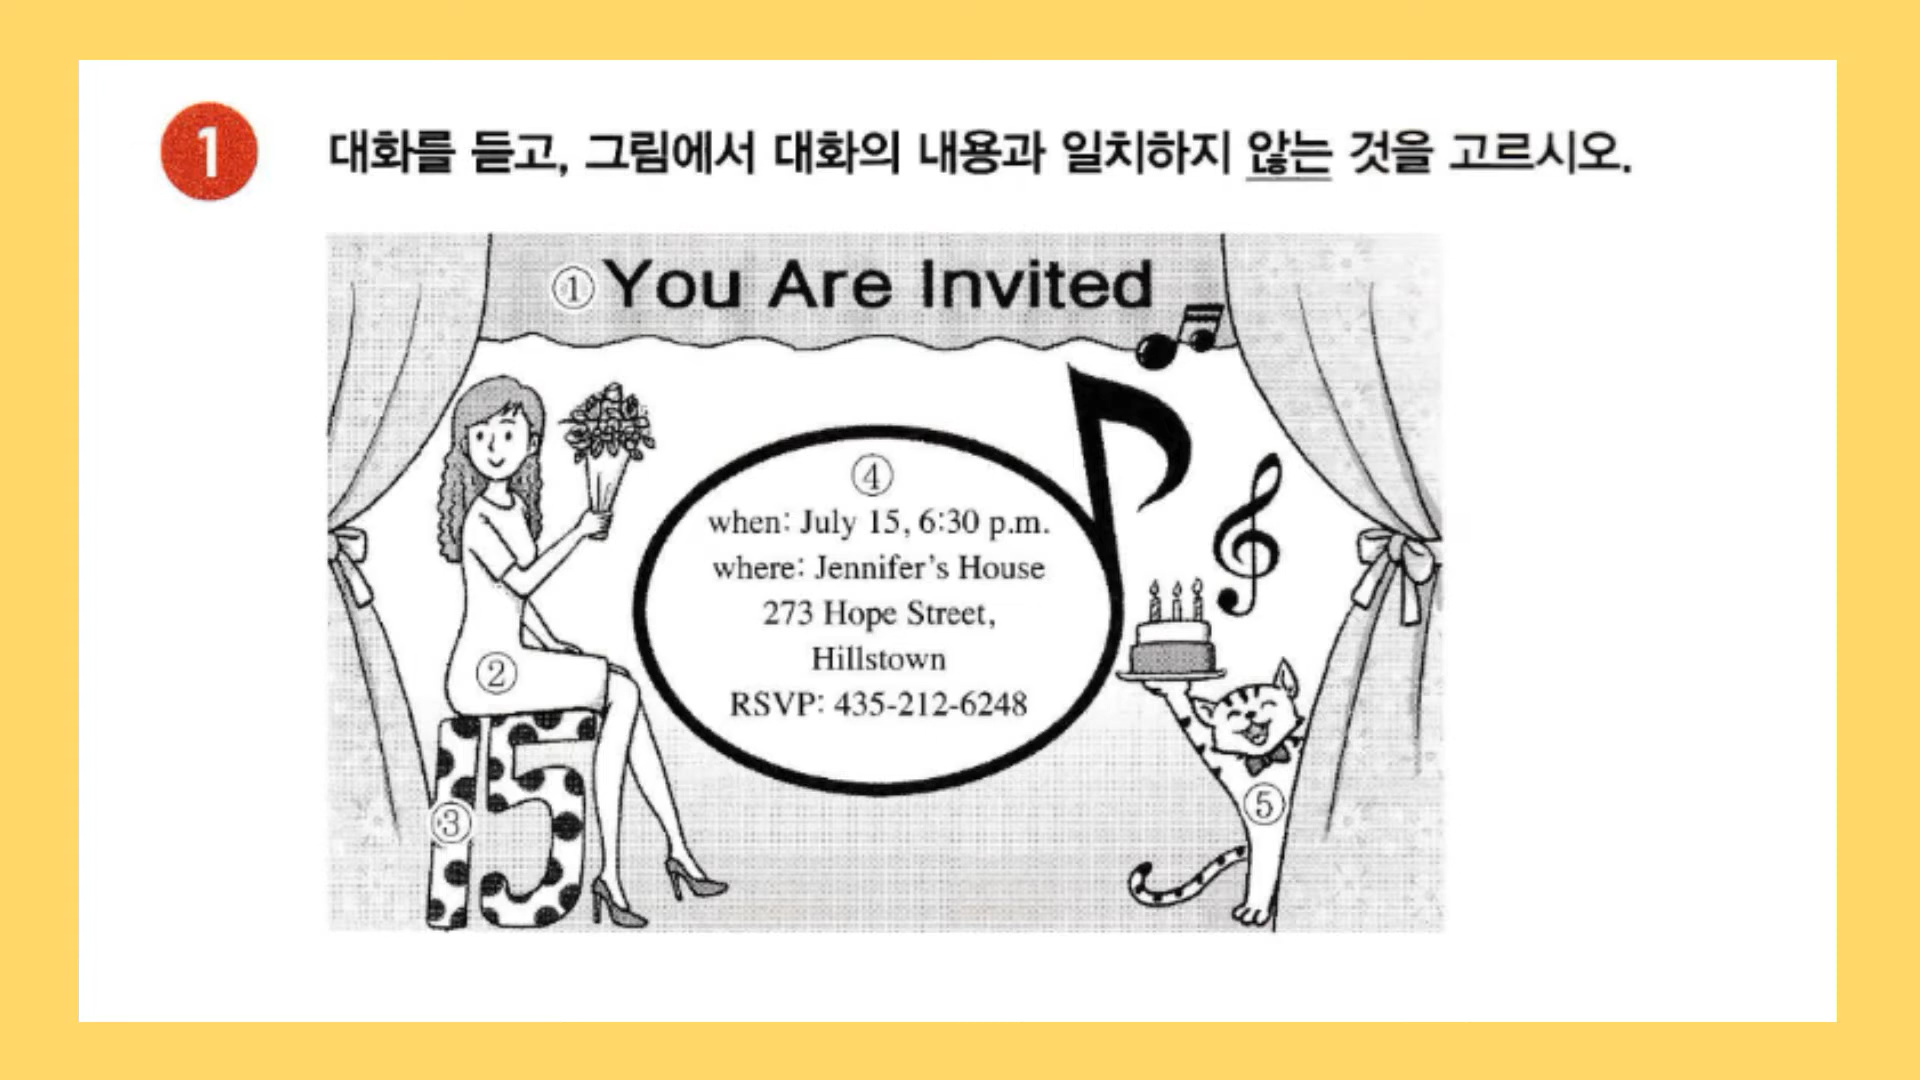 1 대화를 듣고, 그림에서 대화의 내용과 일치하지 않는 것을 고르시오.
① You Are Invited
④
when: July 15, 6:30 p.m.
where: Jennifer's House
273 Hope Street,
Hillstown
RSVP: 435-212-6248
②
15
③
⑤